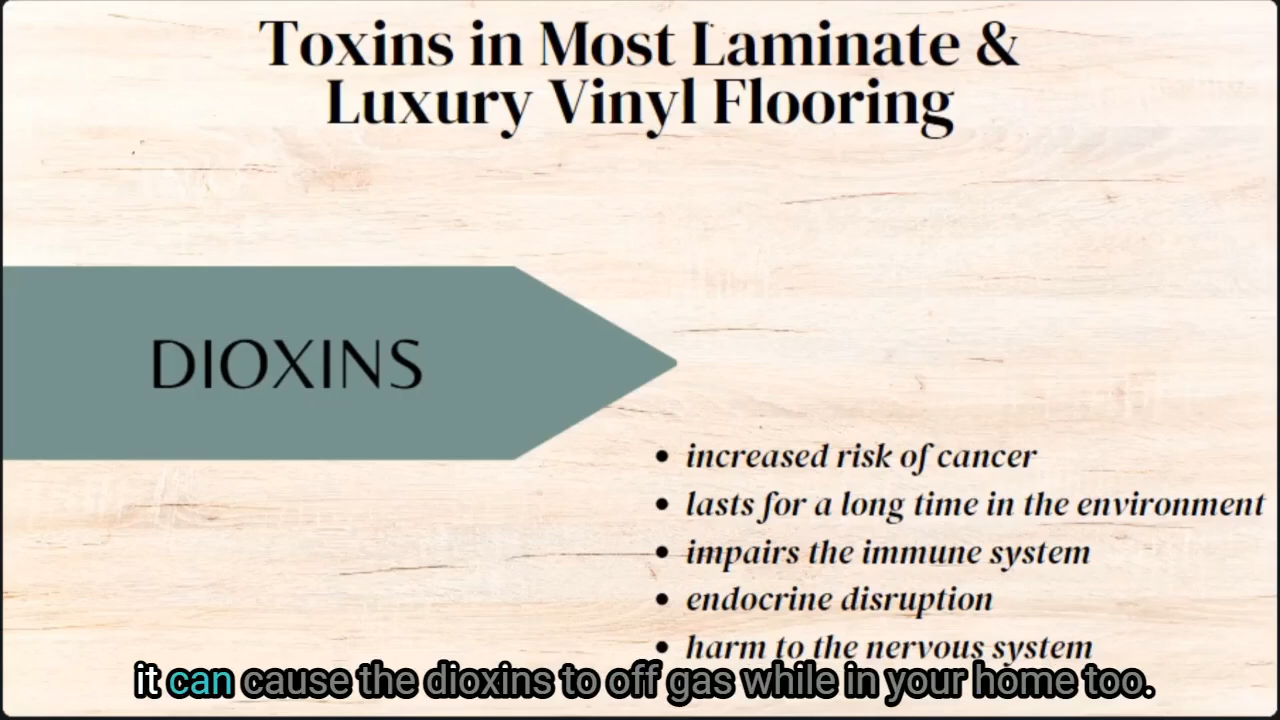 Toxins in Most Laminate &
Luxury Vinyl Flooring
DIOXINS
• increased risk of cancer
• lasts for a long time in the environment
• impairs the immune system
• endocrine disruption
• harm to the nervous system
it can cause the dioxins to off gas while in your home too.